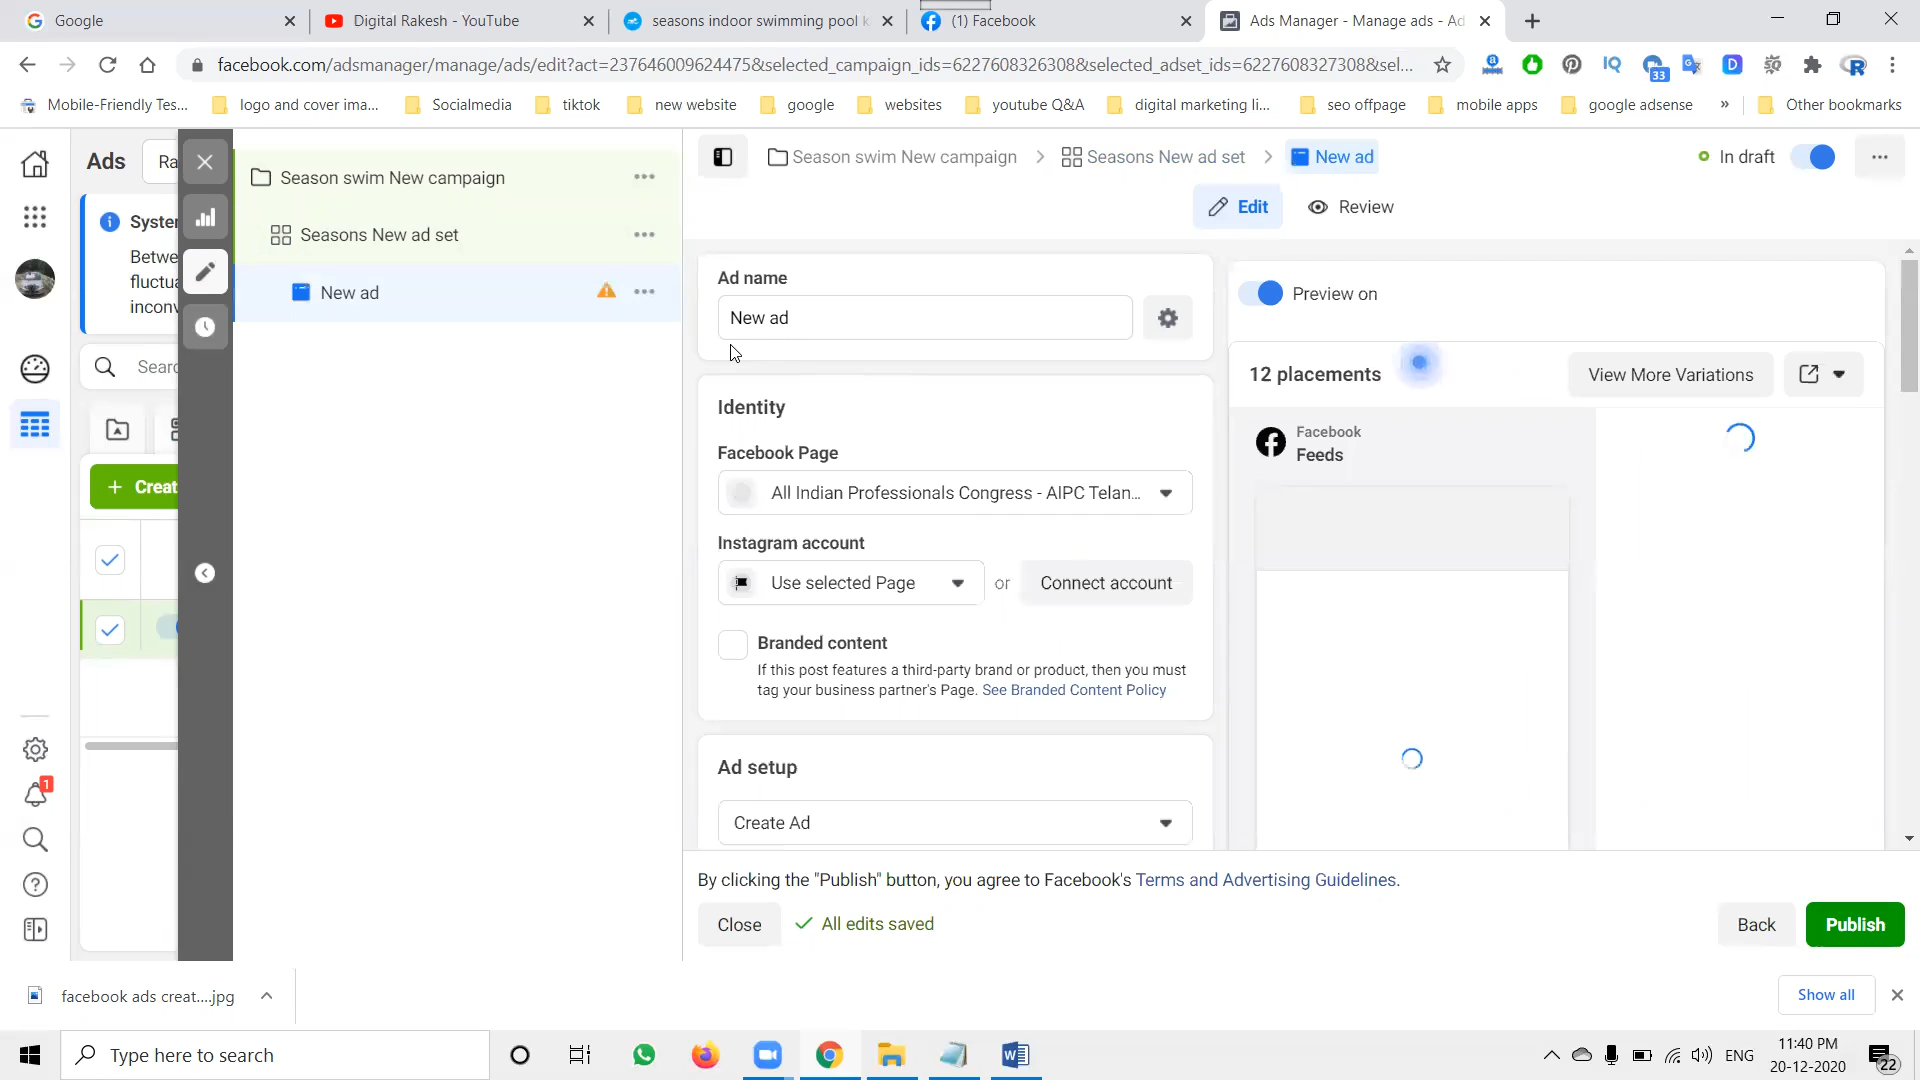 Google
Digital Rakesh - YouTube
seasons indoor swimming pool k
(1) Facebook
Ads Manager - Manage ads - Ad
facebook.com/adsmanager/manage/ads/edit?act=237646009624475&selected_campaign_ids=6227608326308&selected_adset_ids=6227608327308&sel...
33
Mobile-Friendly Tes...
logo and cover ima...
Socialmedia
tiktok
new website
google
websites
youtube Q&A
digital marketing li...
seo offpage
mobile apps
google adsense
»
Other bookmarks
Ads
Ra
Syster
Betwe
fluctua
inconv
Searc
+ Creat
Season swim New campaign
Seasons New ad set
New ad
Season swim New campaign > Seasons New ad set > New ad
In draft
Edit
Review
Ad name
New ad
Identity
Facebook Page
All Indian Professionals Congress - AIPC Telan...
Instagram account
Use selected Page
or
Connect account
Branded content
If this post features a third-party brand or product, then you must
tag your business partner's Page. See Branded Content Policy
Ad setup
Create Ad
Preview on
12 placements
View More Variations
Facebook
Feeds
1
By clicking the "Publish" button, you agree to Facebook's Terms and Advertising Guidelines.
Close
All edits saved
Back
Publish
facebook ads creat....jpg
Show all
Type here to search
ENG
11:40 PM
20-12-2020
22